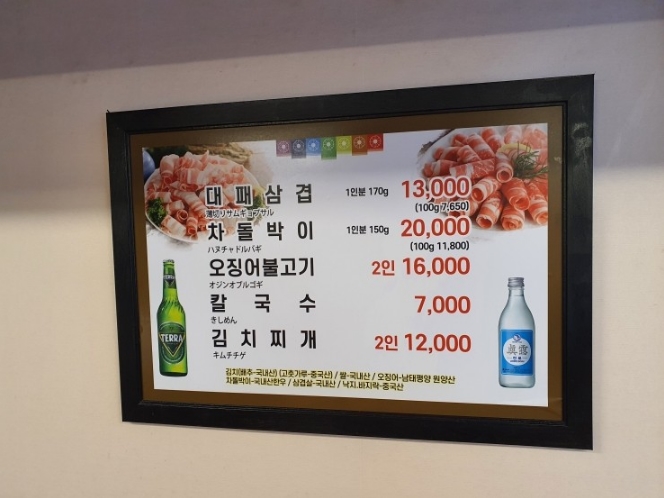 대패삼겹 1인분 170g 13,000
薄切りサムギョプサル (100g 7,650)
차돌박이 1인분 150g 20,000
ハヌチャドルバギ (100g 11,800)
오징어불고기 2인 16,000
オジンオプルゴギ
칼국수 7,000
きしめん
김치찌개 2인 12,000
キムチチゲ
TERRA
眞露
김치(배추-국내산) (고춧가루-중국산) / 쌀-국내산 / 오징어-남태평양 원양산
차돌박이-국내산한우 / 삼겹살-국내산 / 낙지.바지락-중국산